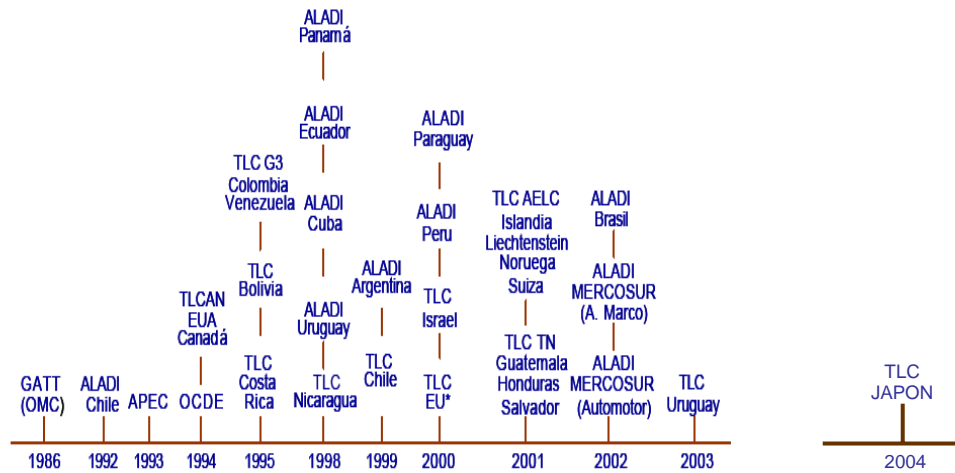 ALADI
Panamá
ALADI
Ecuador
ALADI
Paraguay
TLC G3
Colombia
Venezuela
ALADI
Cuba
ALADI
Peru
TLC AELC
Islandia
Liechtenstein
Noruega
Suiza
ALADI
Brasil
TLCAN
EUA
Canadá
TLC
Bolivia
ALADI
Uruguay
ALADI
Argentina
TLC
Israel
ALADI
MERCOSUR
(A. Marco)
GATT
(OMC)
ALADI
Chile
APEC
OCDE
TLC
Costa
Rica
TLC
Nicaragua
TLC
Chile
TLC
EU*
TLC TN
Guatemala
Honduras
Salvador
ALADI
MERCOSUR
(Automotor)
TLC
Uruguay
TLC
JAPON
1986 1992 1993 1994 1995 1998 1999 2000 2001 2002 2003 2004